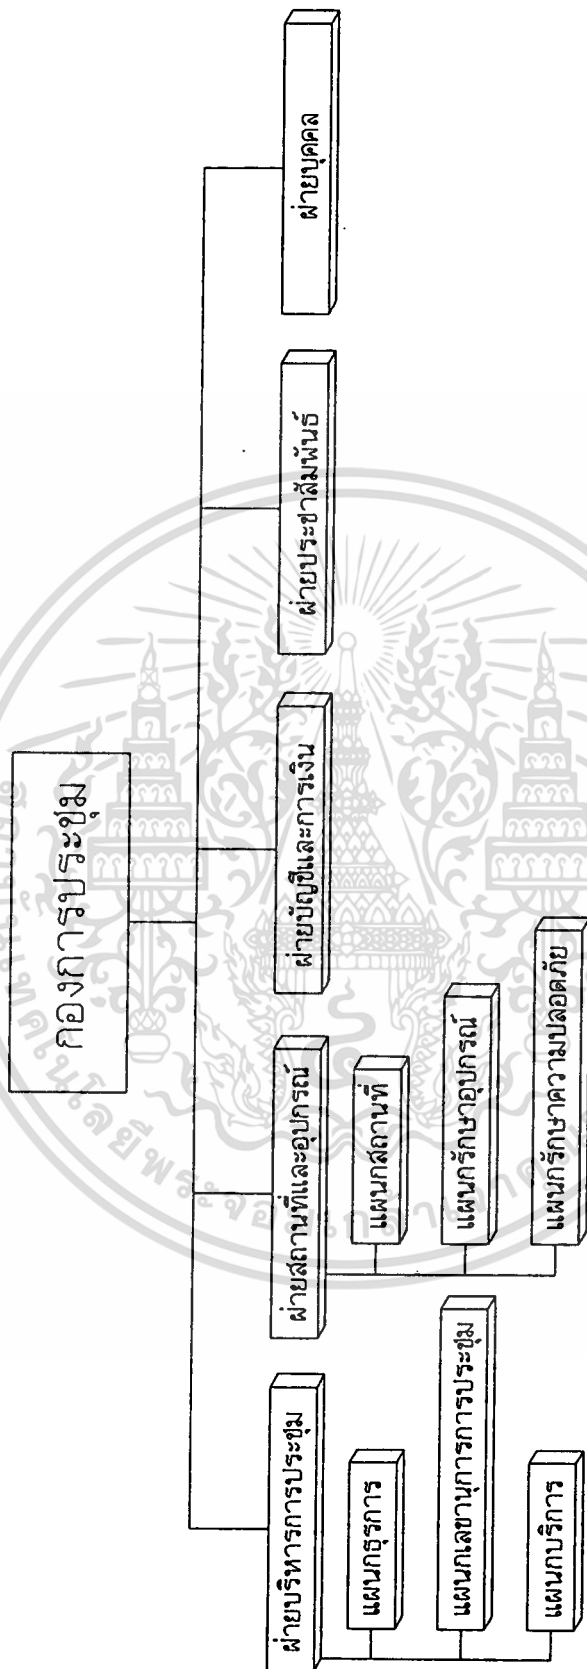 กองการประชุม
ฝ่ายบริหารการประชุม
แผนกธุรการ
แผนกเลขานุการการประชุม
แผนกบริการ
ฝ่ายสถานที่และอุปกรณ์
แผนกสถานที่
แผนกรักษาอุปกรณ์
แผนกรักษาความปลอดภัย
ฝ่ายบัญชีและการเงิน
ฝ่ายประชาสัมพันธ์
ฝ่ายบุคคล